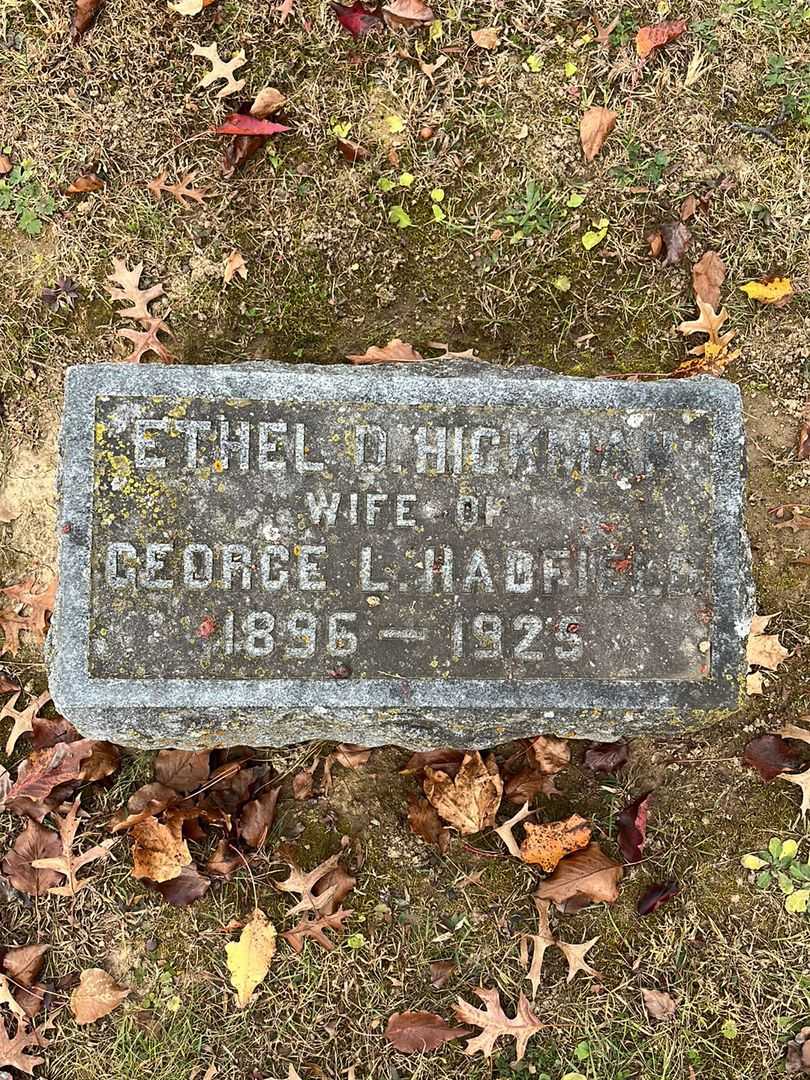 ETHEL D. HICKMAN
WIFE OF
GEORGE L. HADFIELD
1896 — 1925